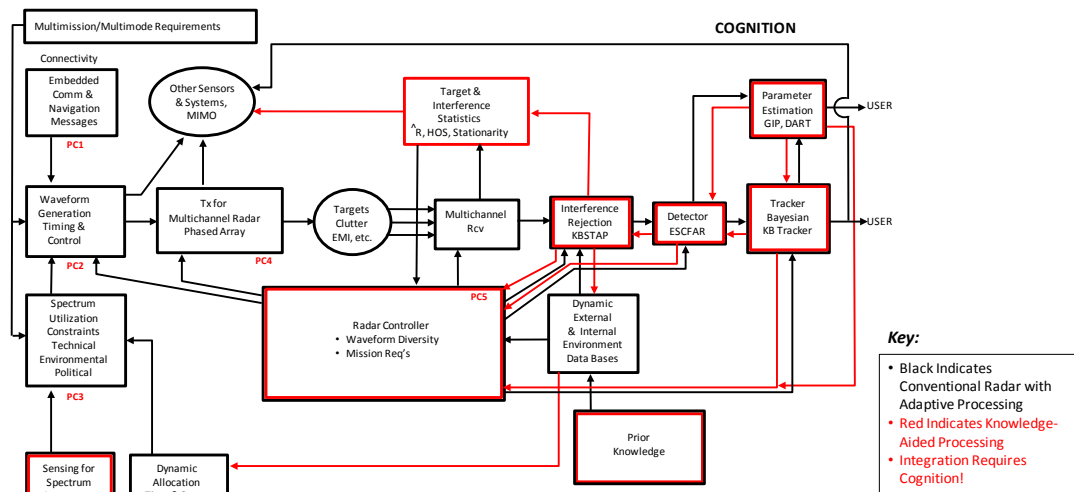 Multimission/Multimode Requirements
COGNITION
Connectivity
Embedded
Comm &
Navigation
Messages
PC1
Other Sensors
& Systems,
MIMO
Target &
Interference
Statistics
^R, HOS, Stationarity
Parameter
Estimation
GIP, DART
USER
Waveform
Generation
Timing &
Control
PC2
Tx for
Multichannel Radar
Phased Array
PC4
Targets
Clutter
EMI, etc.
Multichannel
Rcv
Interference
Rejection
KBSTAP
Detector
ESCFAR
Tracker
Bayesian
KB Tracker
USER
Spectrum
Utilization
Constraints
Technical
Environmental
Political
PC3
PC5
Radar Controller
• Waveform Diversity
• Mission Req's
Dynamic
External
& Internal
Environment
Data Bases
Prior
Knowledge
Sensing for
Spectrum
Dynamic
Allocation
Key:
• Black Indicates
Conventional Radar with
Adaptive Processing
• Red Indicates Knowledge-
Aided Processing
• Integration Requires
Cognition!